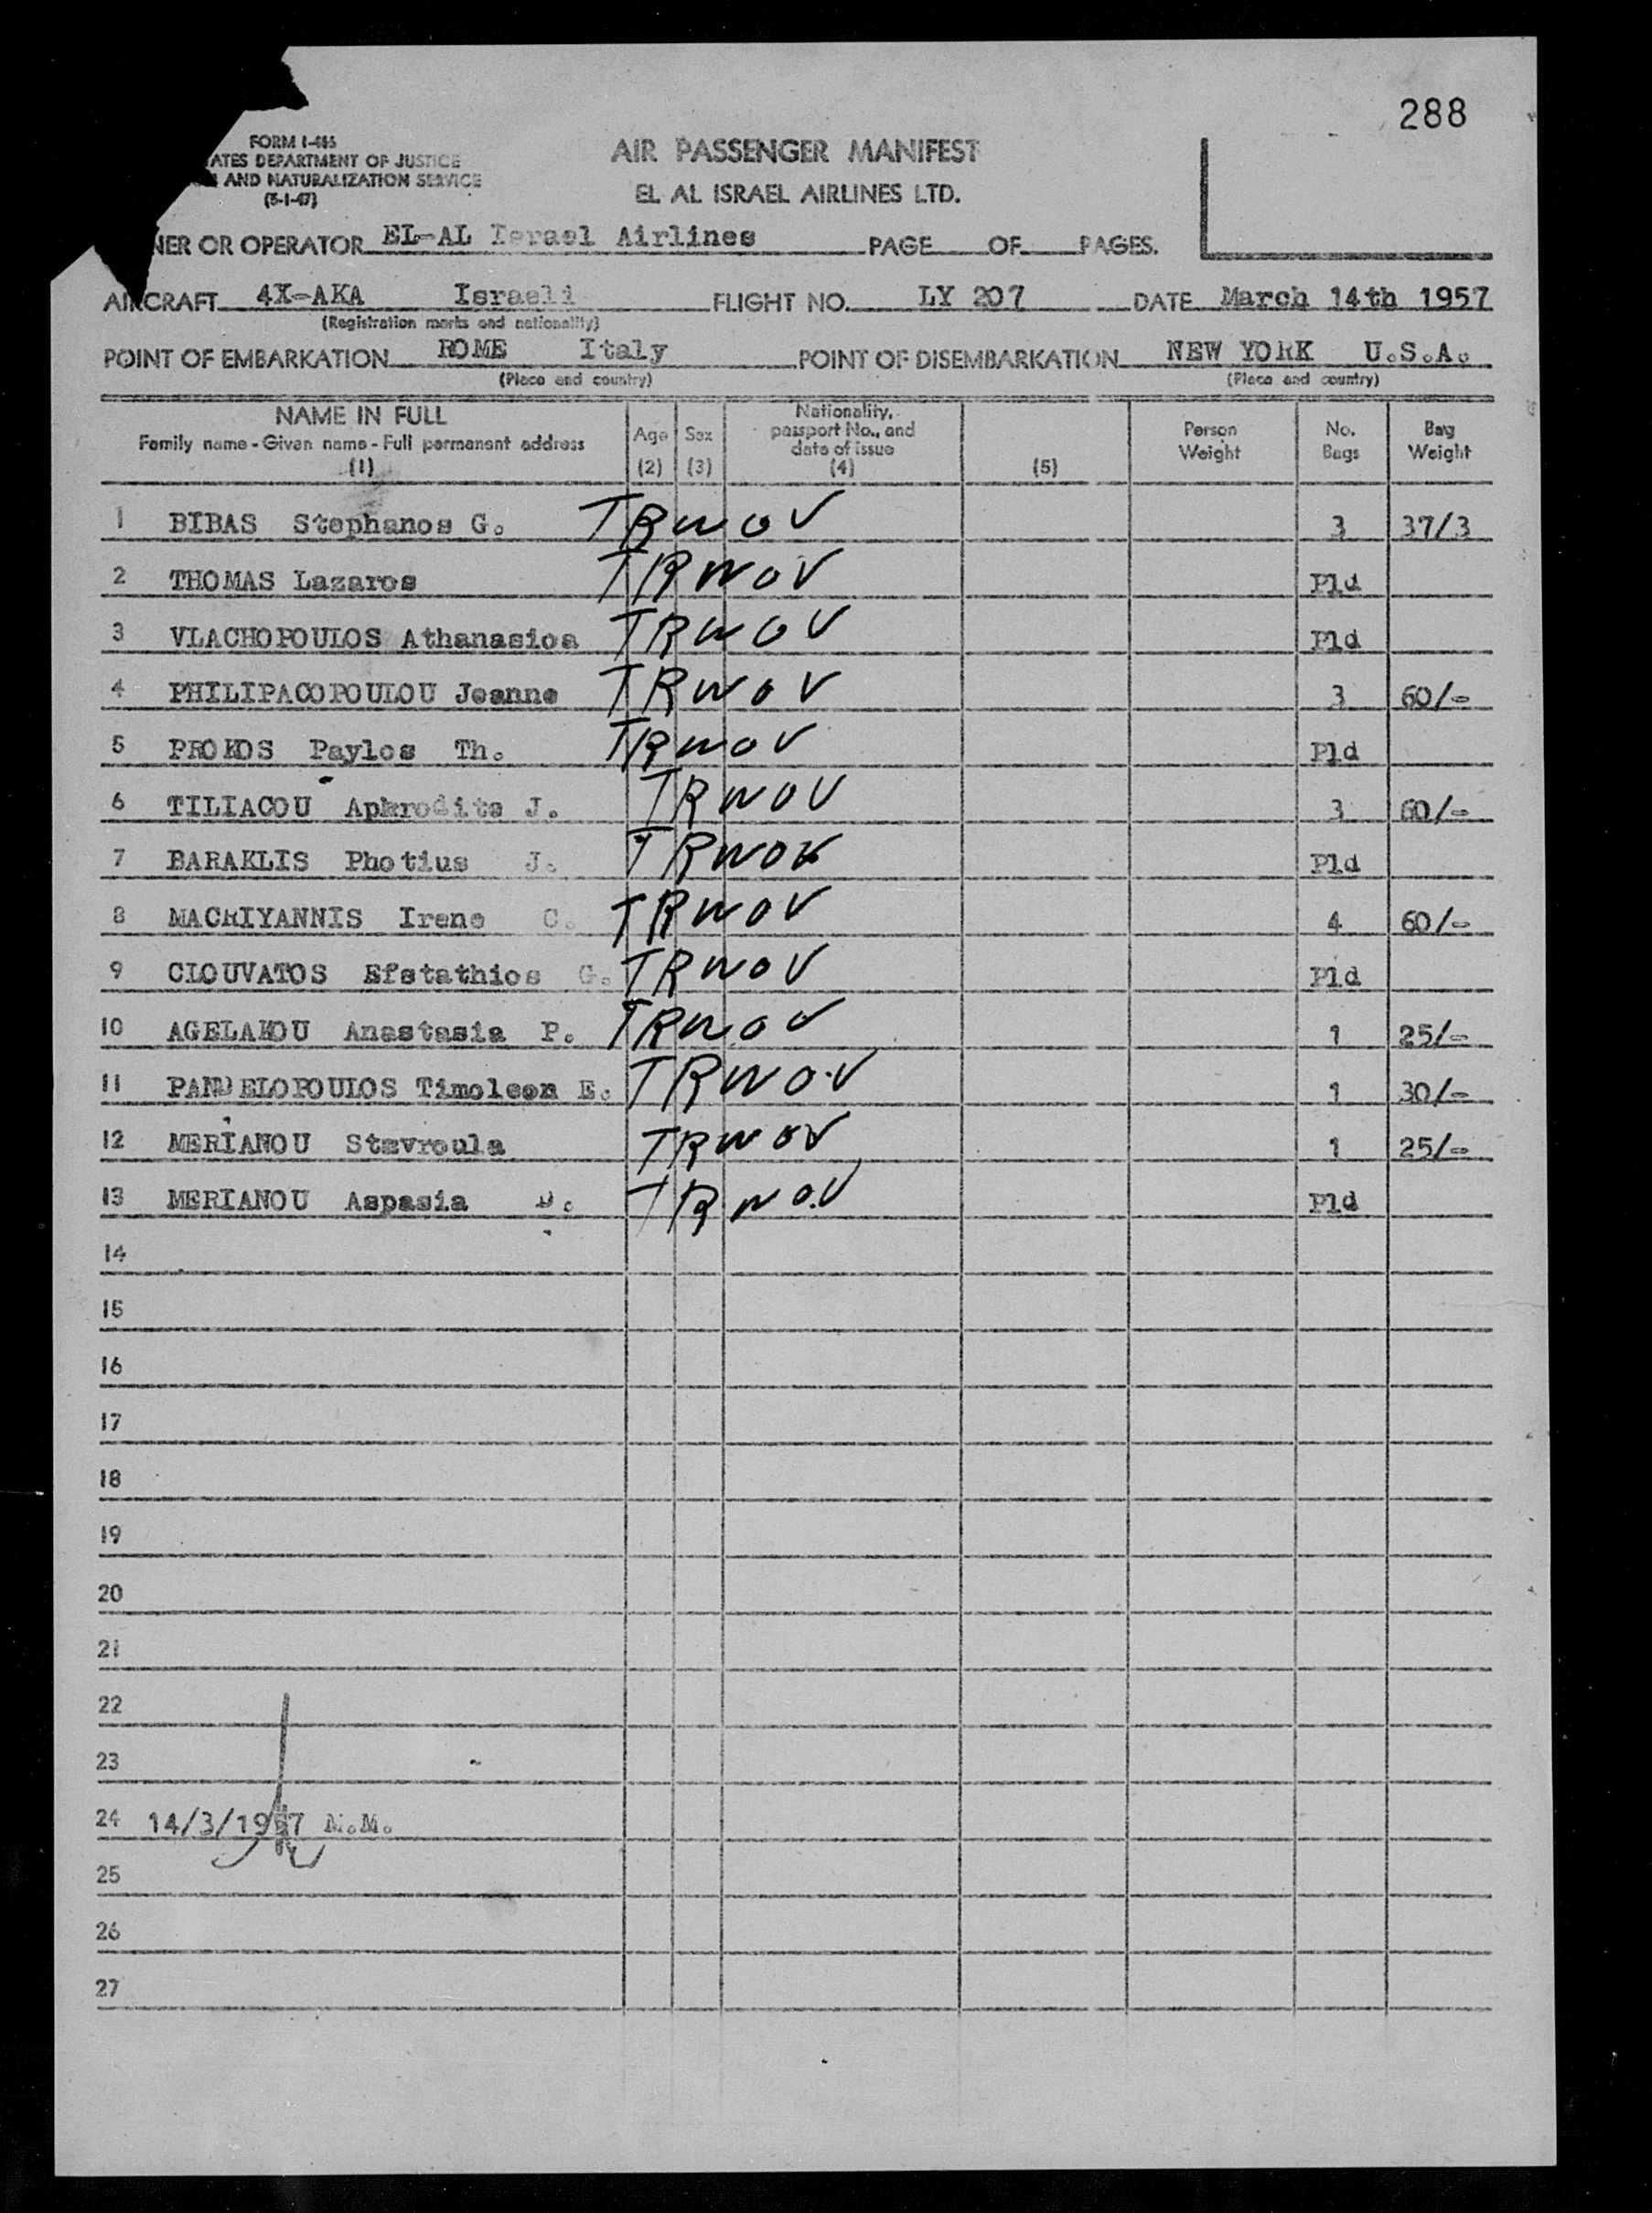 288
FORM I-466
ATES DEPARTMENT OF JUSTICE
AND NATURALIZATION SERVICE
(5-1-47)
AIR PASSENGER MANIFEST
EL AL ISRAEL AIRLINES LTD.
NER OR OPERATOR EL-AL Israel Airlines PAGE OF PAGES.
AIRCRAFT 4X-AKA Israeli FLIGHT NO. LY 207 DATE March 14th 1957
(Registration marks and nationality)
POINT OF EMBARKATION ROME Italy POINT OF DISEMBARKATION NEW YORK U.S.A.
(Place and country) (Place and country)
NAME IN FULL Family name - Given name - Full permanent address (1) Age (2) Sex (3) Nationality, passport No., and date of issue (4) (5) Person Weight No. Bags Bag Weight
1 BIBAS Stephanos G. TRWOV 3 37/3
2 THOMAS Lazaros TRWOV Pld
3 VLACHOPOULOS Athanasios TRWOV Pld
4 PHILIPACOPOULOU Jeanne TRWOV 3 60/-
5 PROKOS Paylos Th. TRWOV Pld
6 TILIACOU Aphrodite J. TRWOV 3 60/-
7 BARAKLIS Photius J. TRWOV Pld
8 MACRIYANNIS Irene C. TRWOV 4 60/-
9 CLOUVATOS Efstathios G. TRWOV Pld
10 AGELAKOU Anastasia P. TRWOV 1 25/-
11 PANDELOPOULOS Timoleon E. TRWOV 1 30/-
12 MERIANOU Stavroula TRWOV 1 25/-
13 MERIANOU Aspasia TRWOV Pld
14
15
16
17
18
19
20
21
22
23
24 14/3/1957 N.M.
25
26
27